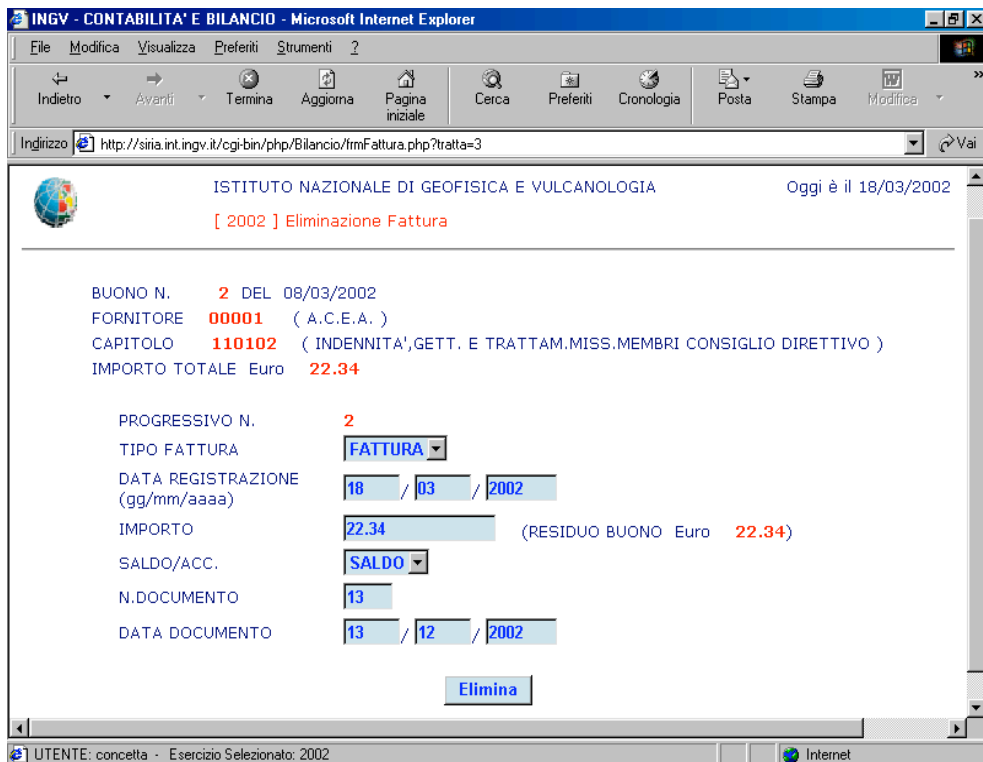 INGV - CONTABILITA' E BILANCIO - Microsoft Internet Explorer
File Modifica Visualizza Preferiti Strumenti ?
Indietro Avanti Termina Aggiorna Pagina iniziale Cerca Preferiti Cronologia Posta Stampa Modifica »
Indirizzo http://siria.int.ingv.it/cgi-bin/php/Bilancio/frmFattura.php?tratta=3 Vai
ISTITUTO NAZIONALE DI GEOFISICA E VULCANOLOGIA Oggi è il 18/03/2002
[ 2002 ] Eliminazione Fattura
BUONO N. 2 DEL 08/03/2002
FORNITORE 00001 ( A.C.E.A. )
CAPITOLO 110102 ( INDENNITA',GETT. E TRATTAM.MISS.MEMBRI CONSIGLIO DIRETTIVO )
IMPORTO TOTALE Euro 22.34
PROGRESSIVO N. 2
TIPO FATTURA FATTURA
DATA REGISTRAZIONE
(gg/mm/aaaa) 18 / 03 / 2002
IMPORTO 22.34 (RESIDUO BUONO Euro 22.34)
SALDO/ACC. SALDO
N.DOCUMENTO 13
DATA DOCUMENTO 13 / 12 / 2002
Elimina
UTENTE: concetta - Esercizio Selezionato: 2002 Internet